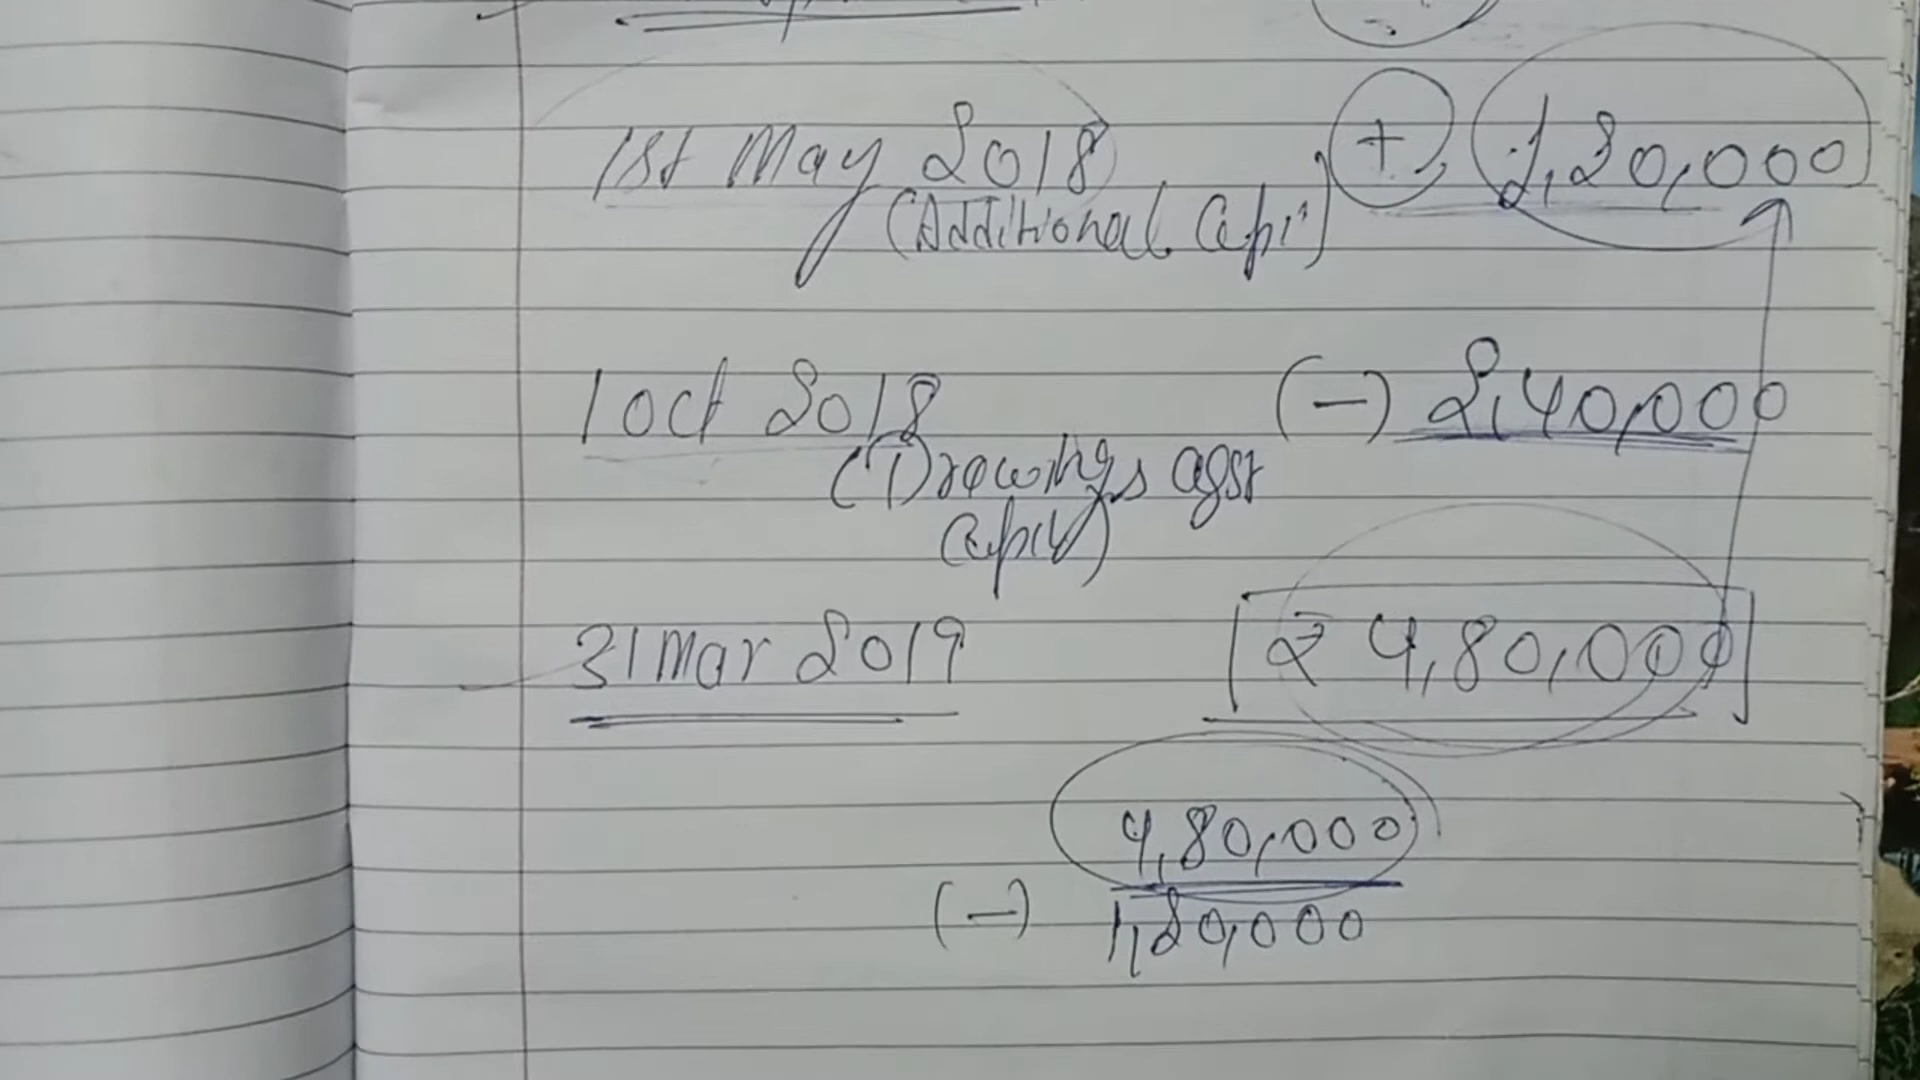 1st May 2018 + 1,20,000
(Additional Capi)
1 Oct 2018 (-) 2,40,000
(Drawings agst
Capil)
31 Mar 2019 ₹ 4,80,000
4,80,000
(-) 1,20,000